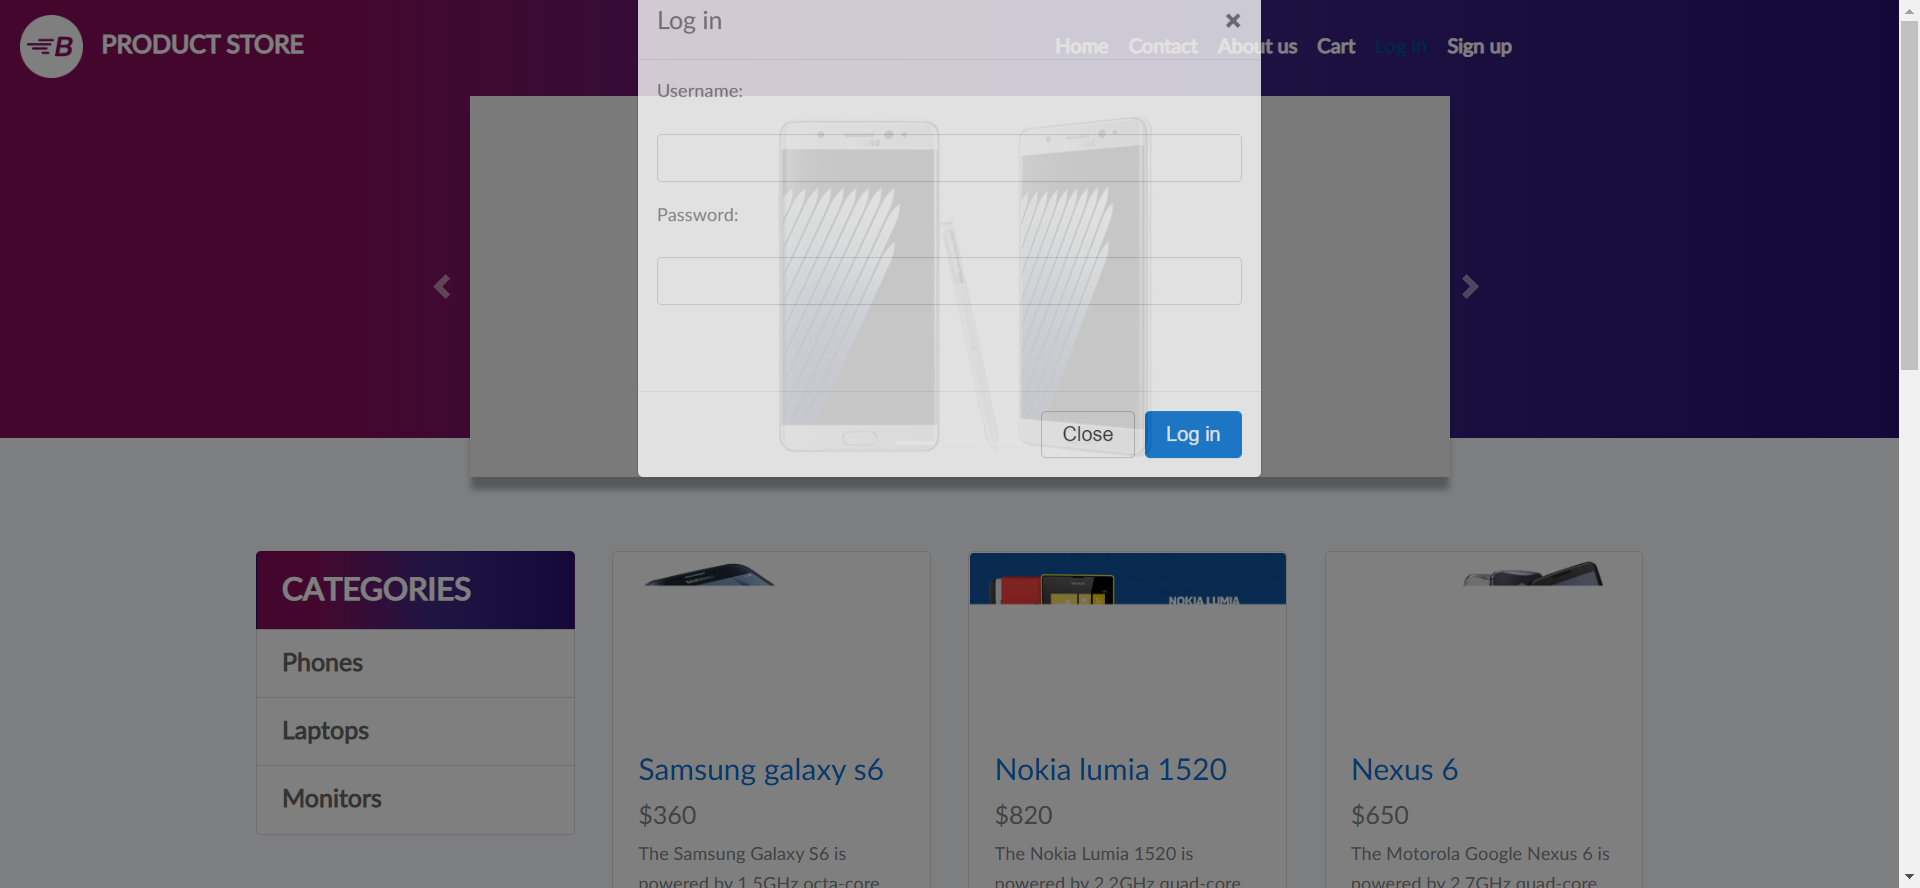 Log in
B PRODUCT STORE
Home Contact About us Cart Log in Sign up
Username:
Password:
Close Log in
CATEGORIES
Phones
Laptops
Monitors
SAMSUNG
NOKIA LUMIA
Samsung galaxy s6
$360
The Samsung Galaxy S6 is
powered by 1.5GHz octa-core
Nokia lumia 1520
$820
The Nokia Lumia 1520 is
powered by 2.2GHz quad-core
Nexus 6
$650
The Motorola Google Nexus 6 is
powered by 2.7GHz quad-core